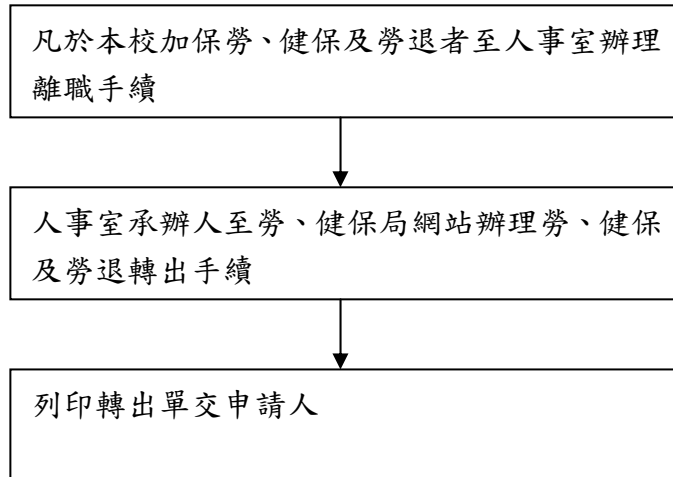 凡於本校加保勞、健保及勞退者至人事室辦理
離職手續
人事室承辦人至勞、健保局網站辦理勞、健保
及勞退轉出手續
列印轉出單交申請人